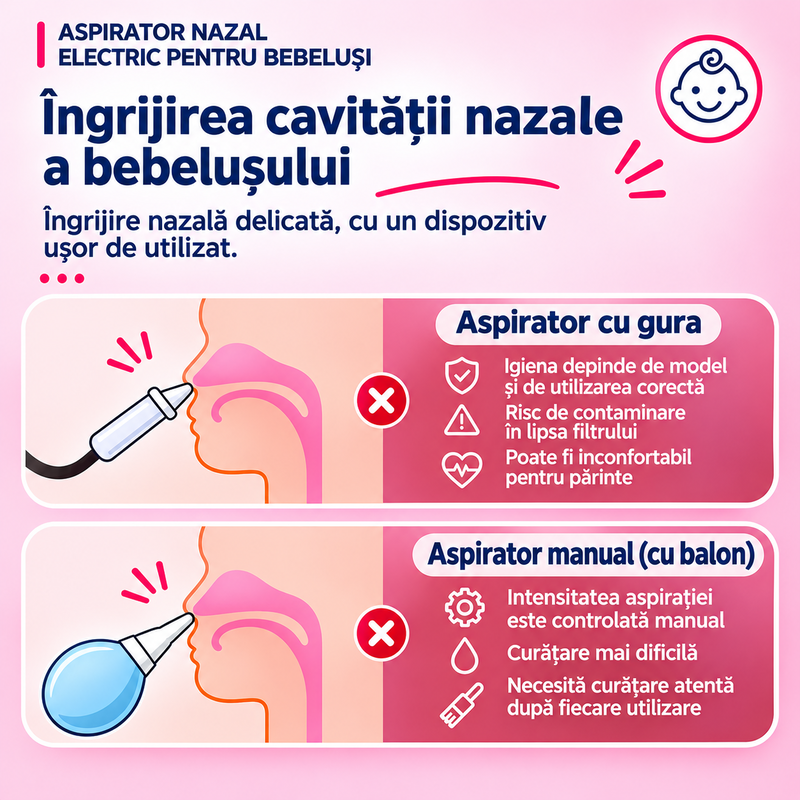 ASPIRATOR NAZAL
ELECTRIC PENTRU BEBELUȘI
Îngrijirea cavității nazale
a bebelușului
Îngrijire nazală delicată, cu un dispozitiv
ușor de utilizat.
Aspirator cu gura
Igiena depinde de model
și de utilizarea corectă
Risc de contaminare
în lipsa filtrului
Poate fi inconfortabil
pentru părinte
Aspirator manual (cu balon)
Intensitatea aspirației
este controlată manual
Curățare mai dificilă
Necesită curățare atentă
după fiecare utilizare